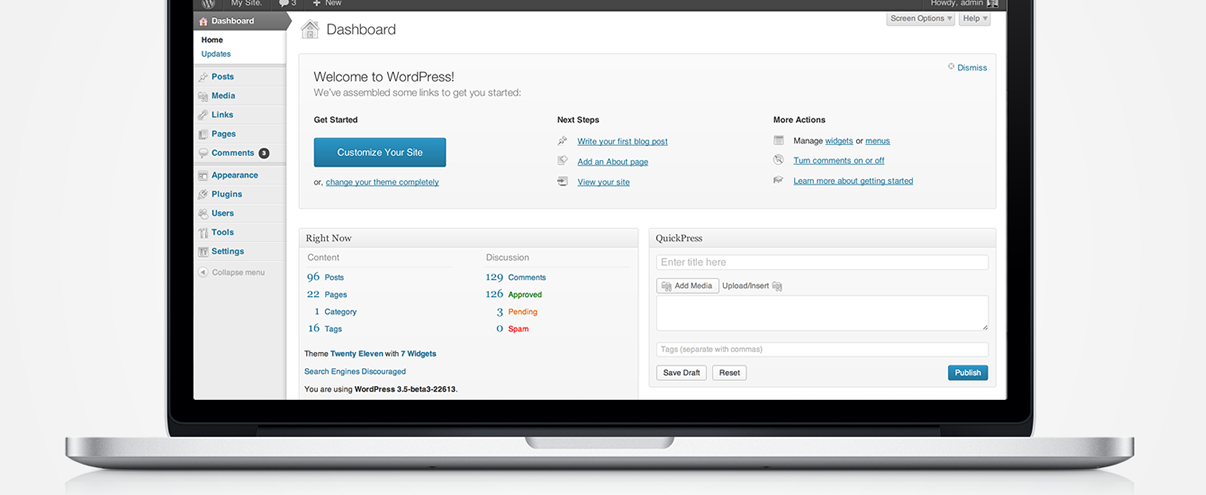 My Site. 3 + New Howdy, admin
Dashboard
Home
Updates
Posts
Media
Links
Pages
Comments 3
Appearance
Plugins
Users
Tools
Settings
Collapse menu
Screen Options Help
Dashboard
Dismiss
Welcome to WordPress!
We've assembled some links to get you started:
Get Started
Customize Your Site
or, change your theme completely
Next Steps
Write your first blog post
Add an About page
View your site
More Actions
Manage widgets or menus
Turn comments on or off
Learn more about getting started
Right Now
Content
96 Posts
22 Pages
1 Category
16 Tags
Discussion
129 Comments
126 Approved
3 Pending
0 Spam
Theme Twenty Eleven with 7 Widgets
Search Engines Discouraged
You are using WordPress 3.5-beta3-22613.
QuickPress
Enter title here
Add Media Upload/Insert
Tags (separate with commas)
Save Draft Reset Publish